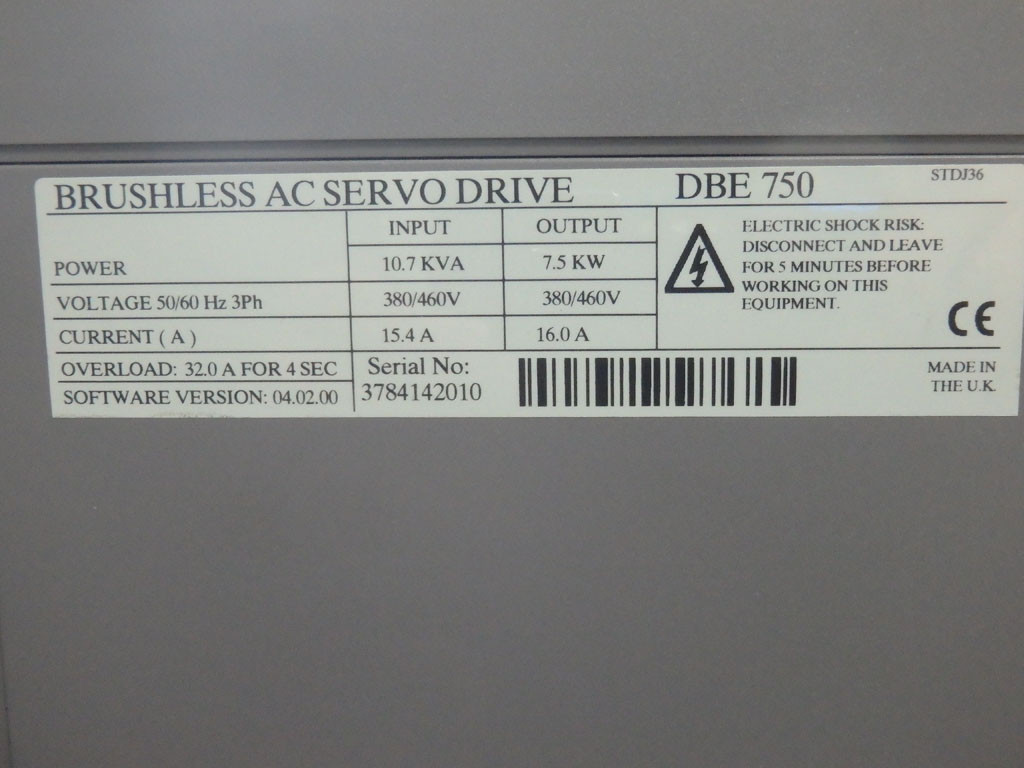 BRUSHLESS AC SERVO DRIVE DBE 750 STDJ36
INPUT OUTPUT
POWER 10.7 KVA 7.5 KW
VOLTAGE 50/60 Hz 3Ph 380/460V 380/460V
CURRENT ( A ) 15.4 A 16.0 A
ELECTRIC SHOCK RISK:
DISCONNECT AND LEAVE
FOR 5 MINUTES BEFORE
WORKING ON THIS
EQUIPMENT.
CE
OVERLOAD: 32.0 A FOR 4 SEC
SOFTWARE VERSION: 04.02.00
Serial No:
3784142010
MADE IN
THE U.K.